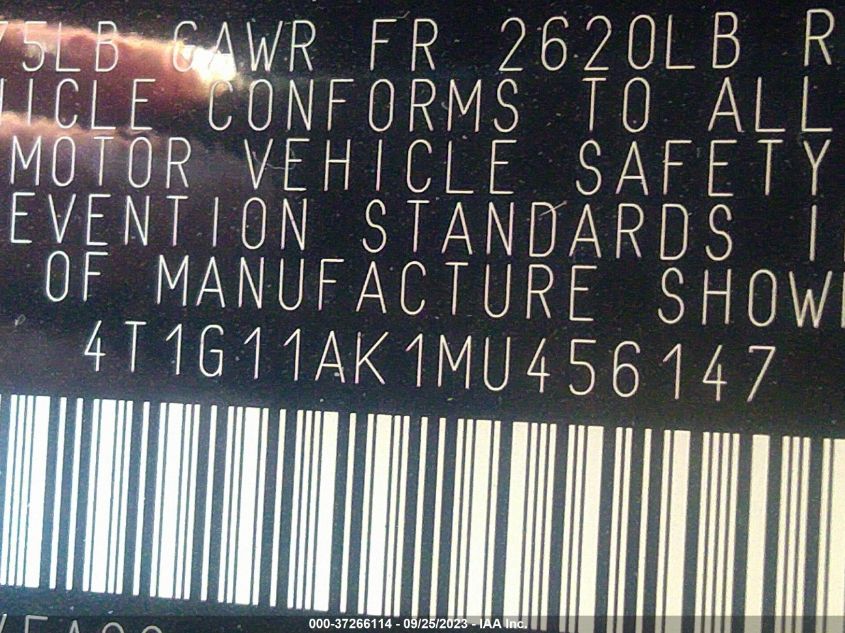 75LB GAWR FR 2620LB R
HICLE CONFORMS TO ALL
MOTOR VEHICLE SAFETY
EVENTION STANDARDS I
OF MANUFACTURE SHOW
4T1G11AK1MU456147
000-37266114 - 09/25/2023 - IAA Inc.